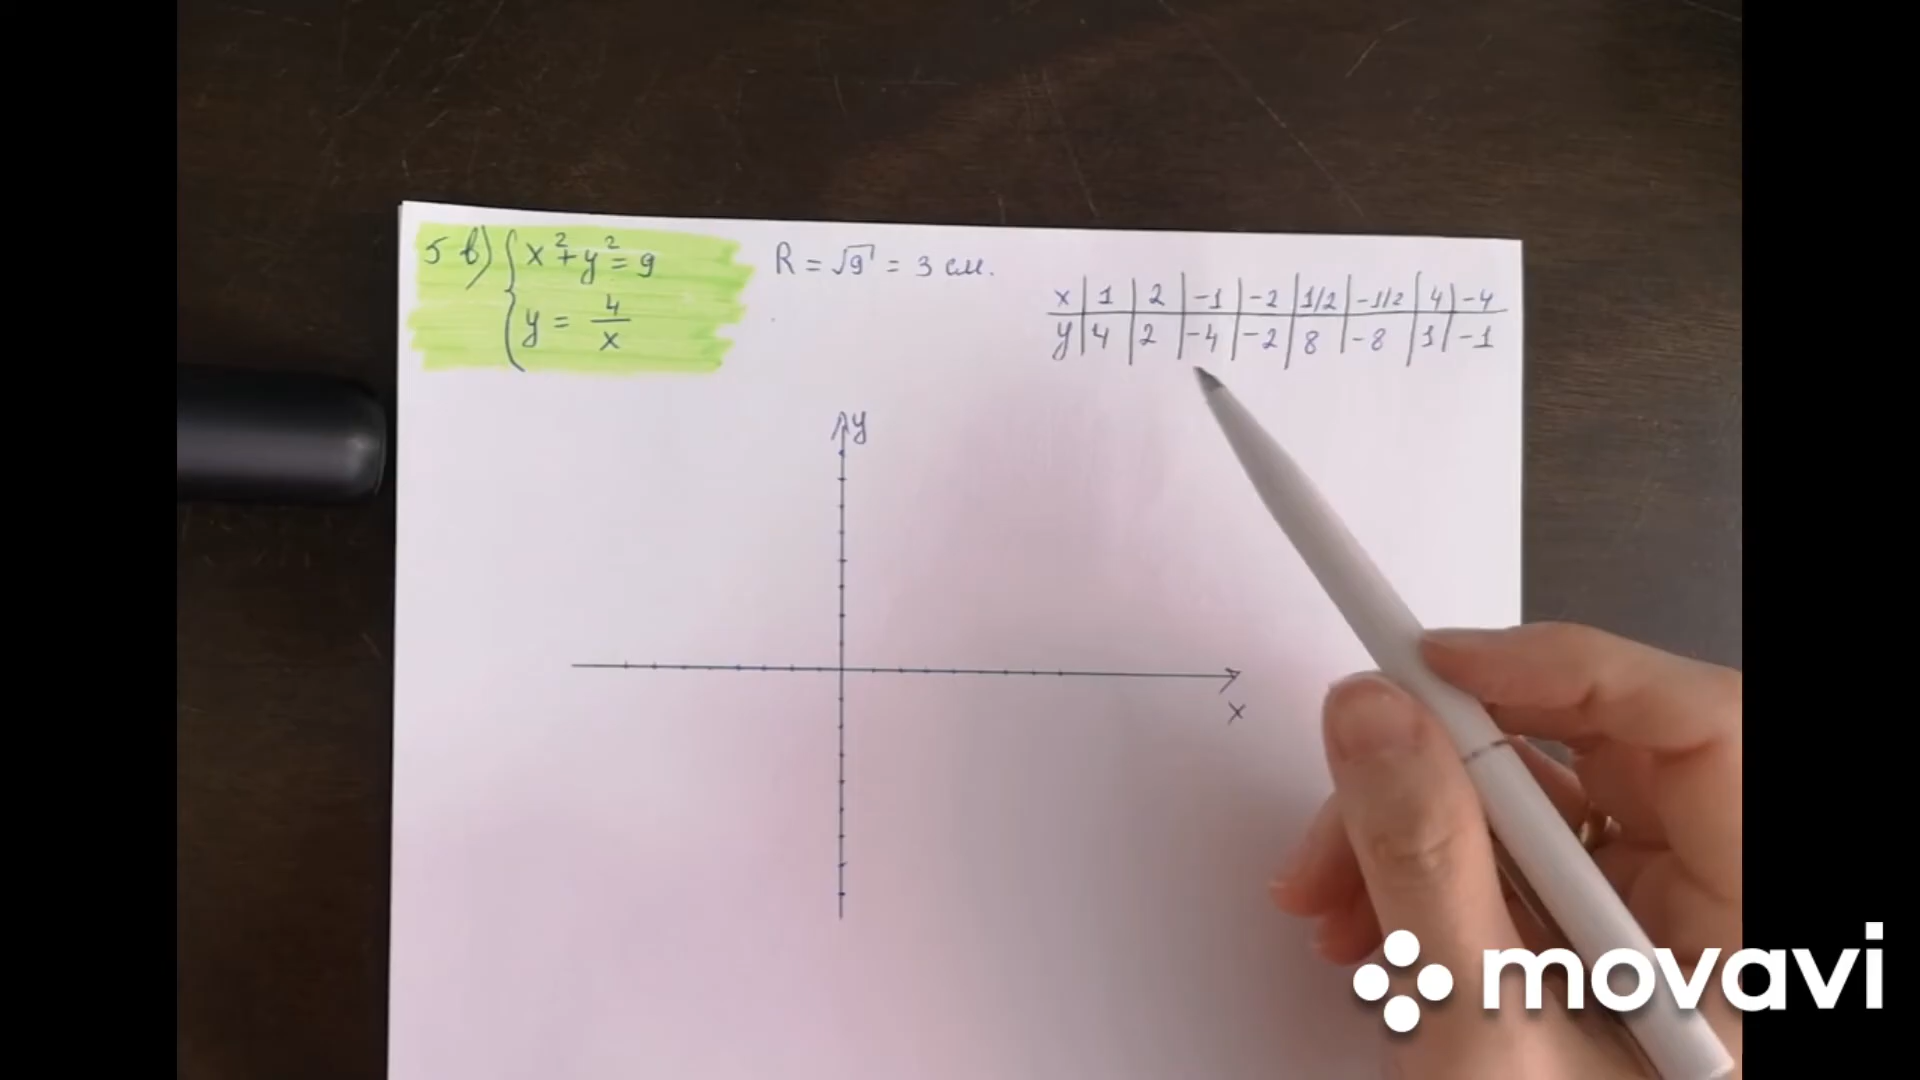 5 в) { x² + y² = 9
y = 4/x
R = √9 = 3 см.
x | 1 | 2 | -1 | -2 | 1/2 | -1/2 | 4 | -4
y | 4 | 2 | -4 | -2 | 8 | -8 | 1 | -1
y
x
movavi